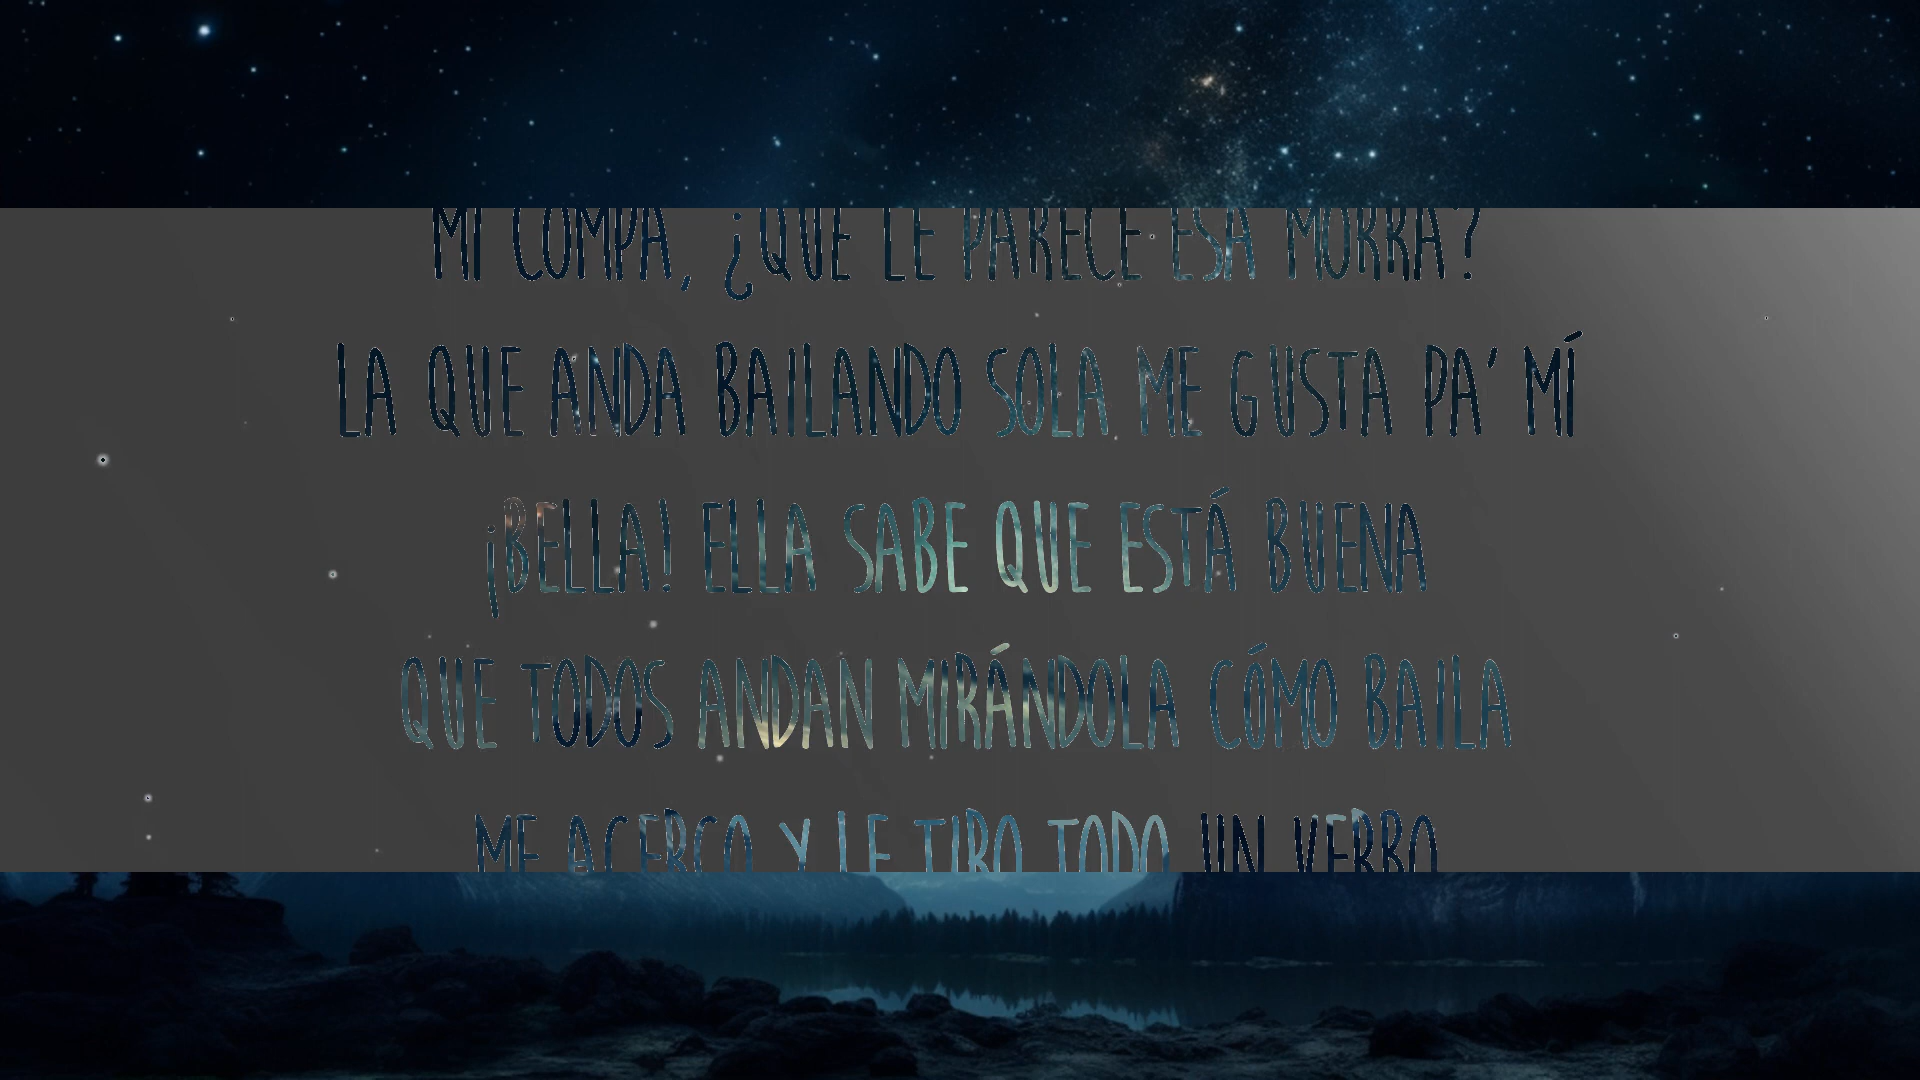 MI COMPA, ¿QUÉ LE PARECE ESA MORRA?
LA QUE ANDA BAILANDO SOLA ME GUSTA PA' MÍ
¡BELLA! ELLA SABE QUE ESTÁ BUENA
QUE TODOS ANDAN MIRÁNDOLA CÓMO BAILA
ME ACERCO Y LE TIRO TODO UN VERBO